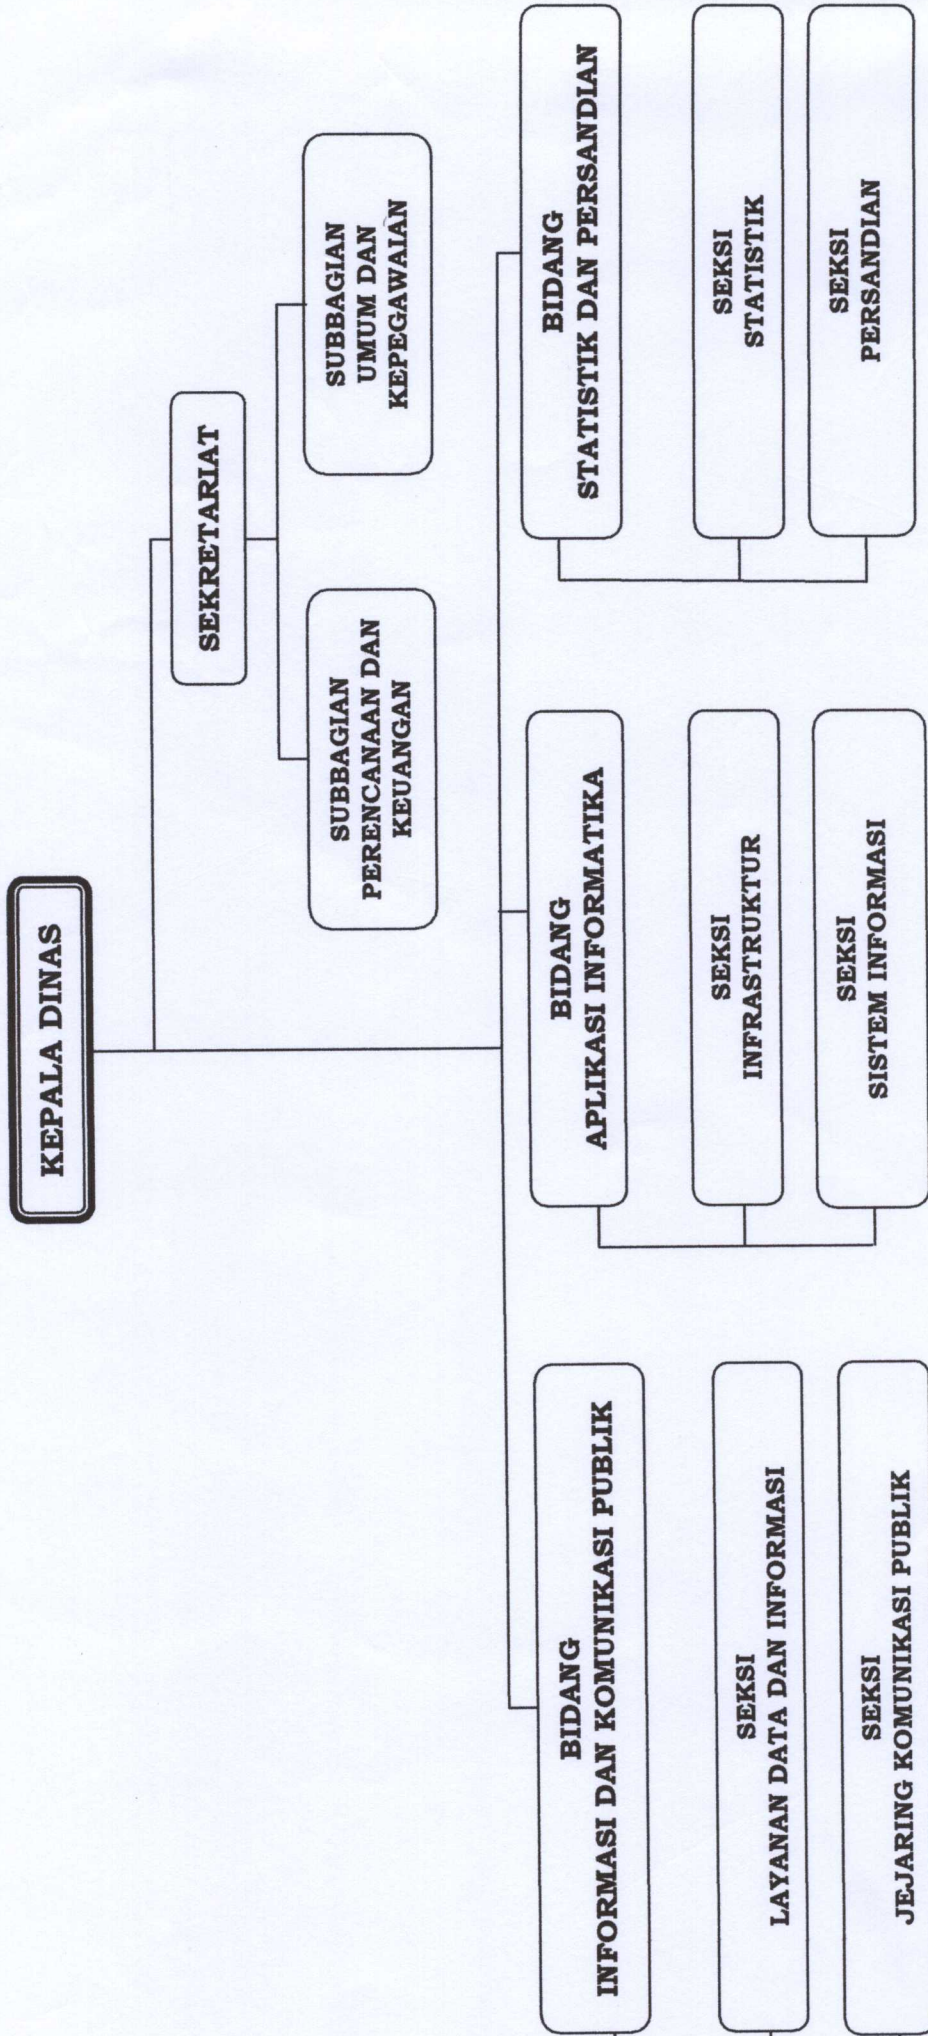 KEPALA DINAS
SEKRETARIAT
SUBBAGIAN
PERENCANAAN DAN
KEUANGAN
SUBBAGIAN
UMUM DAN
KEPEGAWAIAN
BIDANG
INFORMASI DAN KOMUNIKASI PUBLIK
SEKSI
LAYANAN DATA DAN INFORMASI
SEKSI
JEJARING KOMUNIKASI PUBLIK
BIDANG
APLIKASI INFORMATIKA
SEKSI
INFRASTRUKTUR
SEKSI
SISTEM INFORMASI
BIDANG
STATISTIK DAN PERSANDIAN
SEKSI
STATISTIK
SEKSI
PERSANDIAN